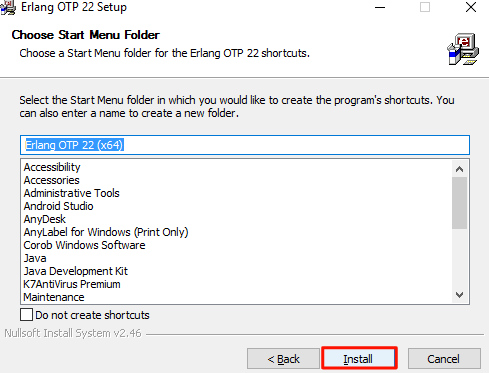 Erlang OTP 22 Setup
Choose Start Menu Folder
Choose a Start Menu folder for the Erlang OTP 22 shortcuts.
Select the Start Menu folder in which you would like to create the program's shortcuts. You
can also enter a name to create a new folder.
Erlang OTP 22 (x64)
Accessibility
Accessories
Administrative Tools
Android Studio
AnyDesk
AnyLabel for Windows (Print Only)
Corob Windows Software
Java
Java Development Kit
K7AntiVirus Premium
Maintenance
Do not create shortcuts
Nullsoft Install System v2.46
< Back Install Cancel